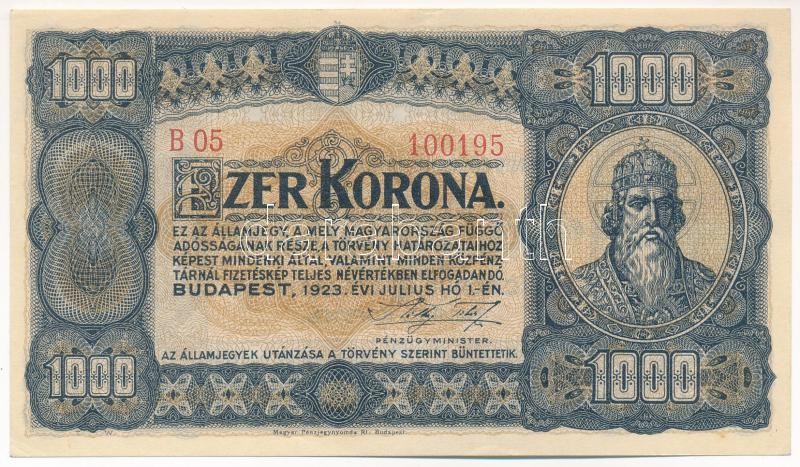 1000
1000
B 05
100195
EZER KORONA.
EZ AZ ÁLLAMJEGY, A MELY MAGYARORSZÁG FÜGGŐ
ADÓSSÁGÁNAK RÉSZE, A TÖRVÉNY HATÁROZATAIHOZ
KÉPEST MINDENKI ÁLTAL, VALAMINT MINDEN KÖZPÉNZ-
TÁRNÁL FIZETÉSKÉP TELJES NÉVÉRTÉKBEN ELFOGADANDÓ.
BUDAPEST, 1923. ÉVI JULIUS HÓ 1.-ÉN.
PÉNZÜGYMINISTER.
AZ ÁLLAMJEGYEK UTÁNZÁSA A TÖRVÉNY SZERINT BÜNTETTETIK.
1000
1000
Magyar Pénzjegynyomda Rt. Budapest.